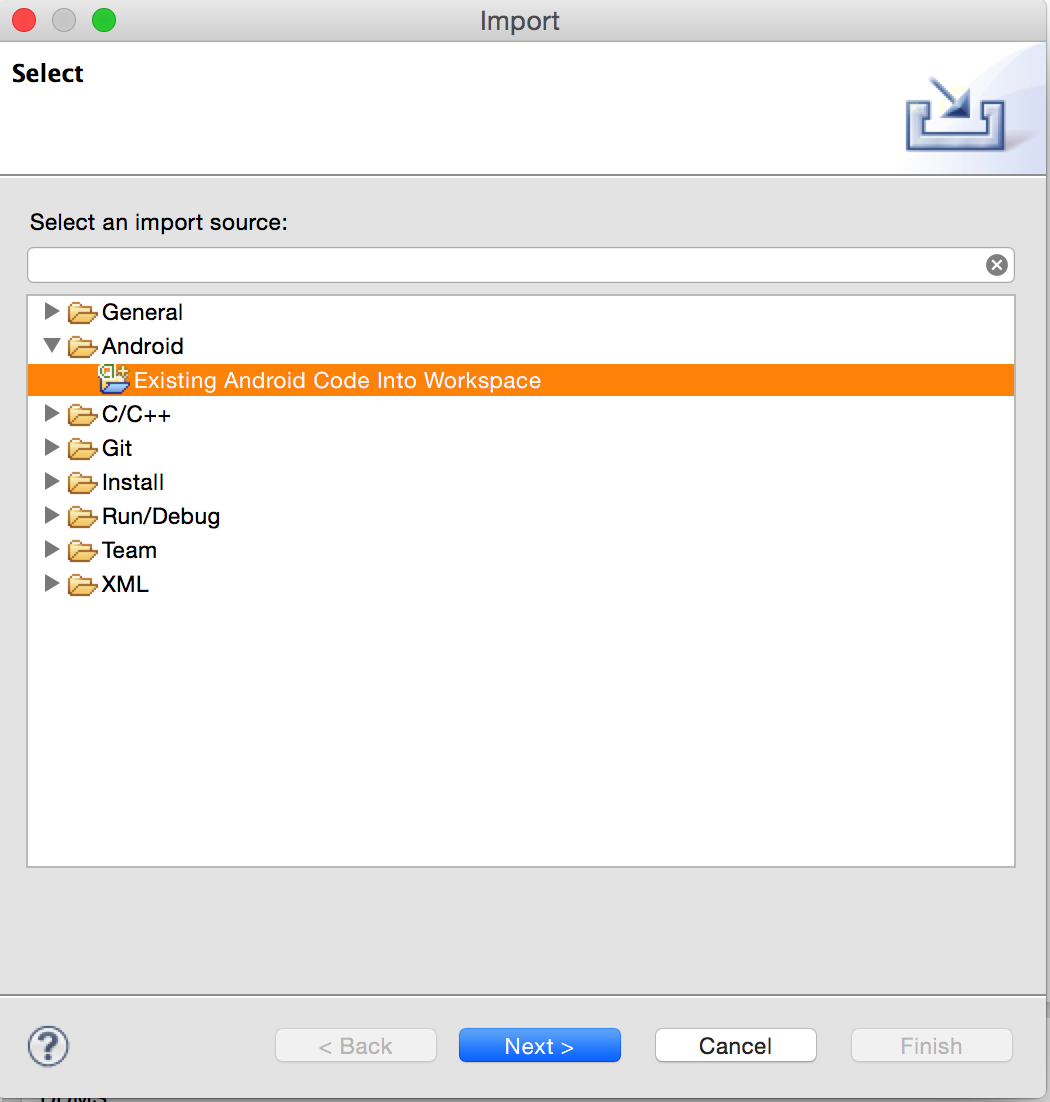 Import
Select
Select an import source:
General
Android
Existing Android Code Into Workspace
C/C++
Git
Install
Run/Debug
Team
XML
< Back
Next >
Cancel
Finish